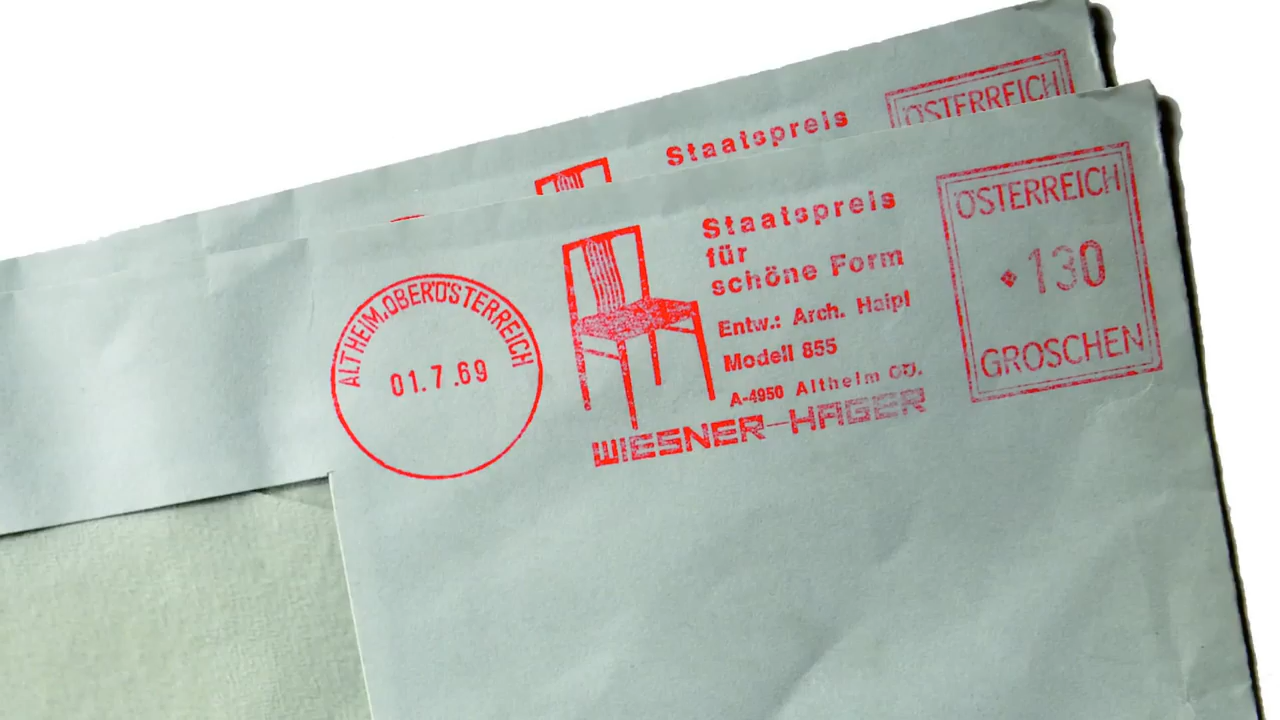 Staatspreis
ÖSTERREICH
ALTHEIM,OBERÖSTERREICH
01.7.69
Staatspreis
für
schöne Form
Entw.: Arch. Haipl
Modell 855
A-4950 Altheim OÖ.
WIESNER-HAGER
ÖSTERREICH
130
GROSCHEN